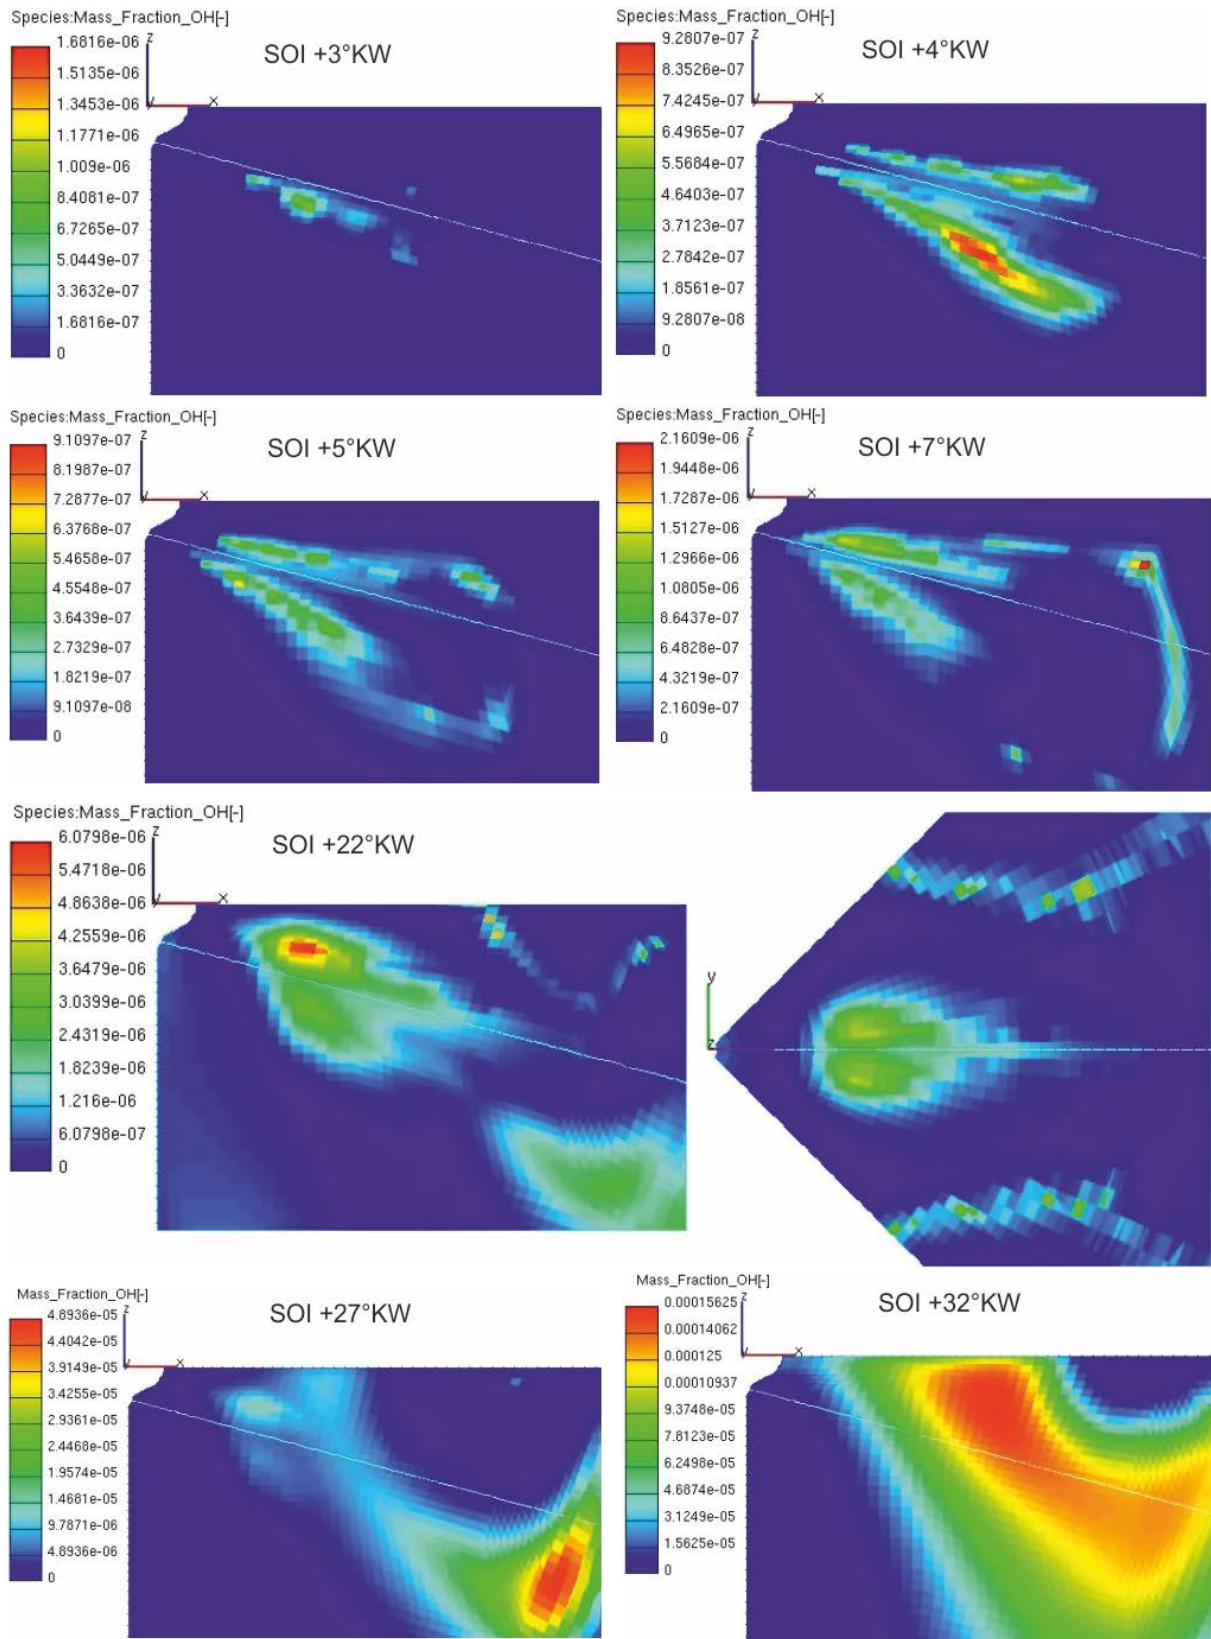 Species:Mass_Fraction_OH[-]
SOI +3°KW
1.6816e-06
1.5135e-06
1.3453e-06
1.1771e-06
1.009e-06
8.4081e-07
6.7265e-07
5.0449e-07
3.3632e-07
1.6816e-07
0
z
x
Species:Mass_Fraction_OH[-]
SOI +4°KW
9.2807e-07
8.3526e-07
7.4245e-07
6.4965e-07
5.5684e-07
4.6403e-07
3.7123e-07
2.7842e-07
1.8561e-07
9.2807e-08
0
z
x
Species:Mass_Fraction_OH[-]
SOI +5°KW
9.1097e-07
8.1987e-07
7.2877e-07
6.3768e-07
5.4658e-07
4.5548e-07
3.6439e-07
2.7329e-07
1.8219e-07
9.1097e-08
0
z
x
Species:Mass_Fraction_OH[-]
SOI +7°KW
2.1609e-06
1.9448e-06
1.7287e-06
1.5127e-06
1.2966e-06
1.0805e-06
8.6437e-07
6.4828e-07
4.3219e-07
2.1609e-07
0
z
x
Species:Mass_Fraction_OH[-]
SOI +22°KW
6.0798e-06
5.4718e-06
4.8638e-06
4.2559e-06
3.6479e-06
3.0399e-06
2.4319e-06
1.8239e-06
1.216e-06
6.0798e-07
0
z
x
y
z
Mass_Fraction_OH[-]
SOI +27°KW
4.8936e-05
4.4042e-05
3.9149e-05
3.4255e-05
2.9361e-05
2.4468e-05
1.9574e-05
1.4681e-05
9.7871e-06
4.8936e-06
0
z
x
Mass_Fraction_OH[-]
SOI +32°KW
0.00015625
0.00014062
0.000125
0.00010937
9.3748e-05
7.8123e-05
6.2498e-05
4.6874e-05
3.1249e-05
1.5625e-05
0
z
x